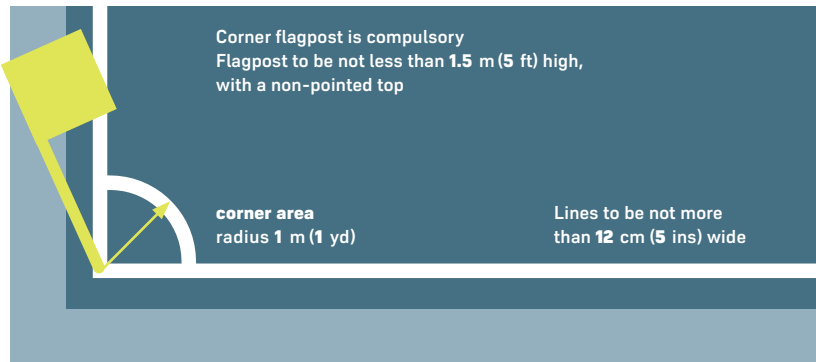 Corner flagpost is compulsory
Flagpost to be not less than 1.5 m (5 ft) high,
with a non-pointed top
corner area
radius 1 m (1 yd)
Lines to be not more
than 12 cm (5 ins) wide